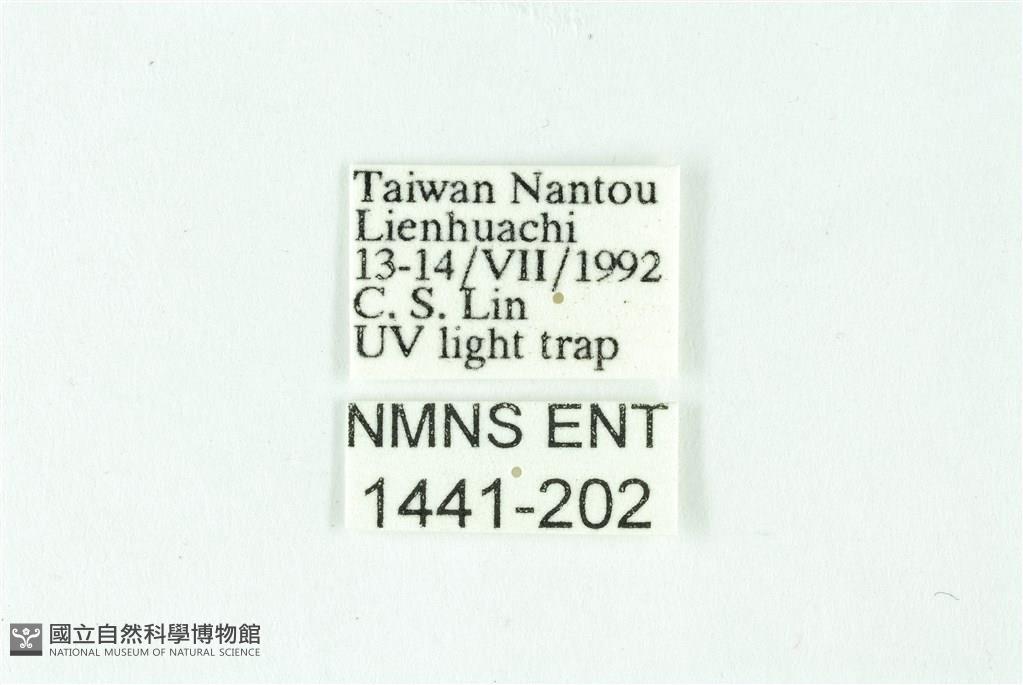 Taiwan Nantou
Lienhuachi
13-14/VII/1992
C. S. Lin
UV light trap
NMNS ENT
1441-202
國立自然科學博物館
NATIONAL MUSEUM OF NATURAL SCIENCE